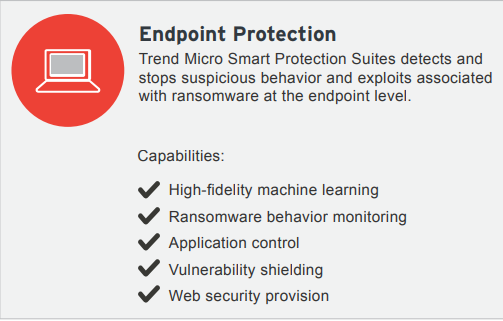 Endpoint Protection
Trend Micro Smart Protection Suites detects and
stops suspicious behavior and exploits associated
with ransomware at the endpoint level.
Capabilities:
High-fidelity machine learning
Ransomware behavior monitoring
Application control
Vulnerability shielding
Web security provision